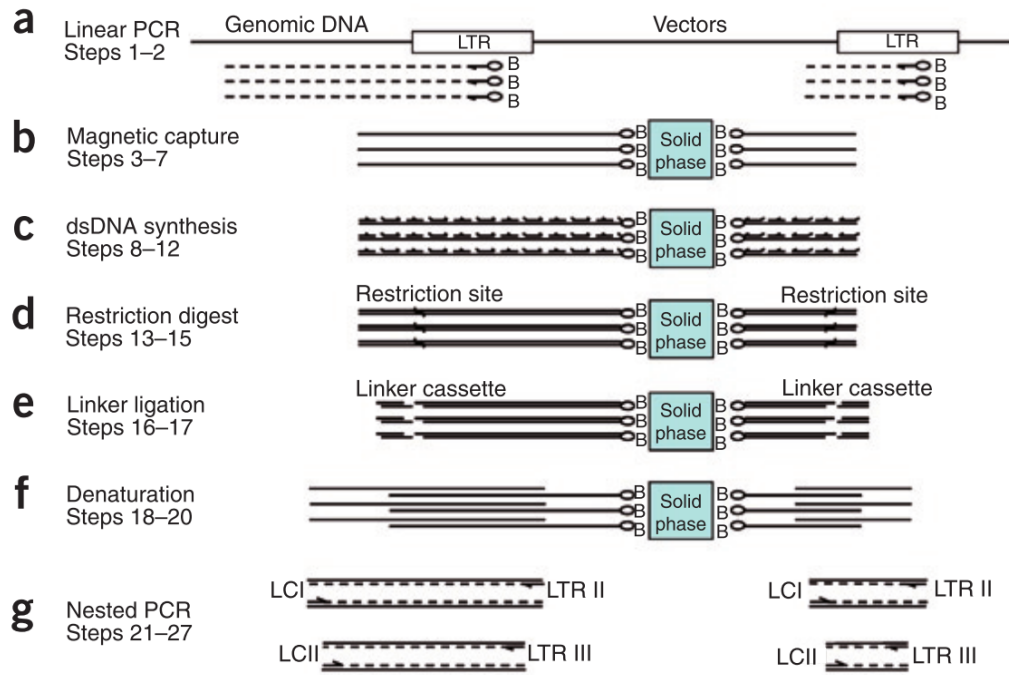 a
Linear PCR
Steps 1–2
Genomic DNA
LTR
Vectors
LTR
B
B
B
B
B
B
b
Magnetic capture
Steps 3–7
B
B
B
Solid
phase
B
B
B
c
dsDNA synthesis
Steps 8–12
B
B
B
Solid
phase
B
B
B
d
Restriction digest
Steps 13–15
Restriction site
Restriction site
B
B
B
Solid
phase
B
B
B
e
Linker ligation
Steps 16–17
Linker cassette
Linker cassette
B
B
B
Solid
phase
B
B
B
f
Denaturation
Steps 18–20
B
B
B
Solid
phase
B
B
B
g
Nested PCR
Steps 21–27
LCI
LTR II
LCI
LTR II
LCII
LTR III
LCII
LTR III